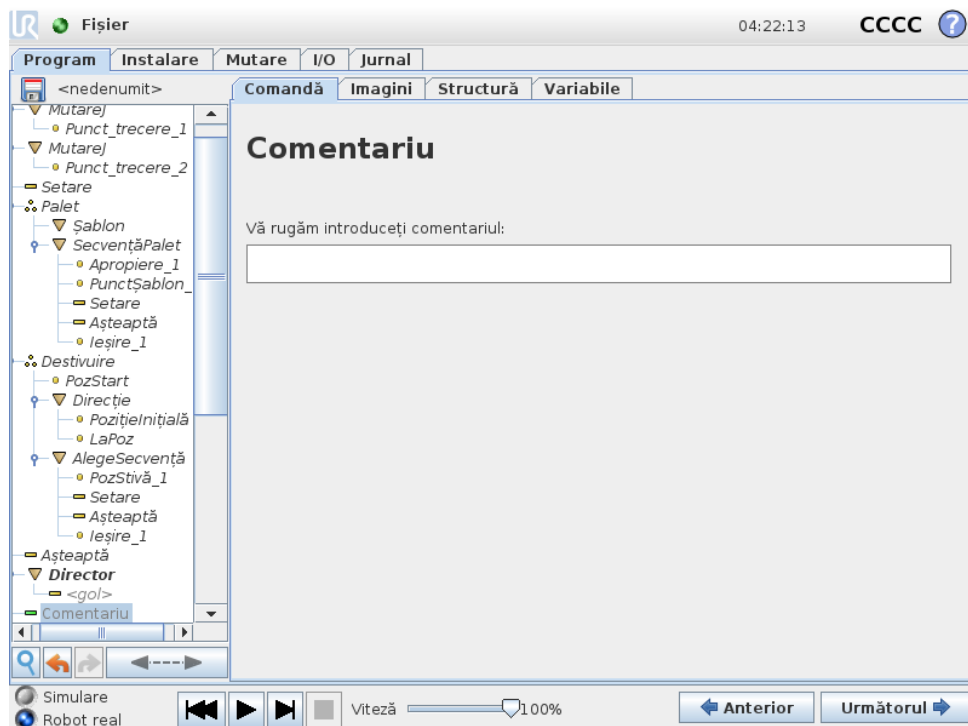 Fișier
04:22:13
CCCC
?
Program Instalare Mutare I/O Jurnal
<nedenumit>
Comandă Imagini Structură Variabile
MutareJ
Punct_trecere_1
MutareJ
Punct_trecere_2
Setare
Palet
Șablon
SecvențăPalet
Apropiere_1
PunctȘablon_
Setare
Așteaptă
Ieșire_1
Destivuire
PozStart
Direcție
PozițieInițială
LaPoz
AlegeSecvență
PozStivă_1
Setare
Așteaptă
Ieșire_1
Așteaptă
Director
<gol>
Comentariu
Comentariu
Vă rugăm introduceți comentariul:
Simulare
Robot real
Viteză
100%
Anterior
Următorul